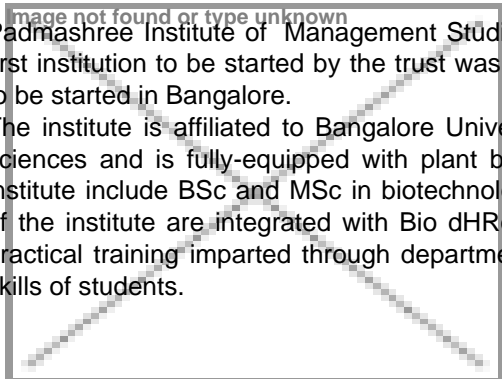 Image not found or type unknown
Padmashree Institute of Management Studi
rst institution to be started by the trust was
o be started in Bangalore.
he institute is affiliated to Bangalore Unive
ciences and is fully-equipped with plant b
nstitute include BSc and MSc in biotechnol
f the institute are integrated with Bio dHR
ractical training imparted through departme
kills of students.